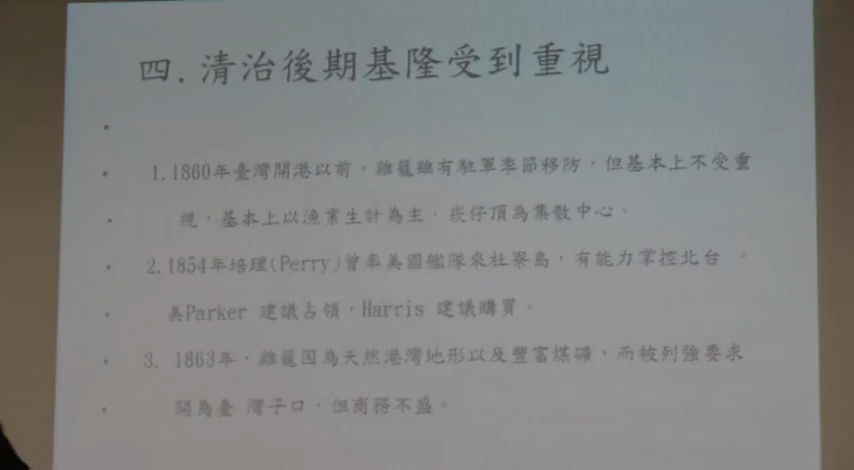 四.清治後期基隆受到重視
1.1860年臺灣開港以前，雞籠雖有駐軍季節移防，但基本上不受重
視，基本上以漁業生計為主，崁仔頂為集散中心。
2.1854年培理(Perry)曾率美國艦隊來社寮島，有能力掌控北台 。
美Parker 建議占領，Harris 建議購買。
3. 1863年，雞籠因為天然港灣地形以及豐富煤礦，而被列強要求
開為臺 灣子口，但商務不盛。